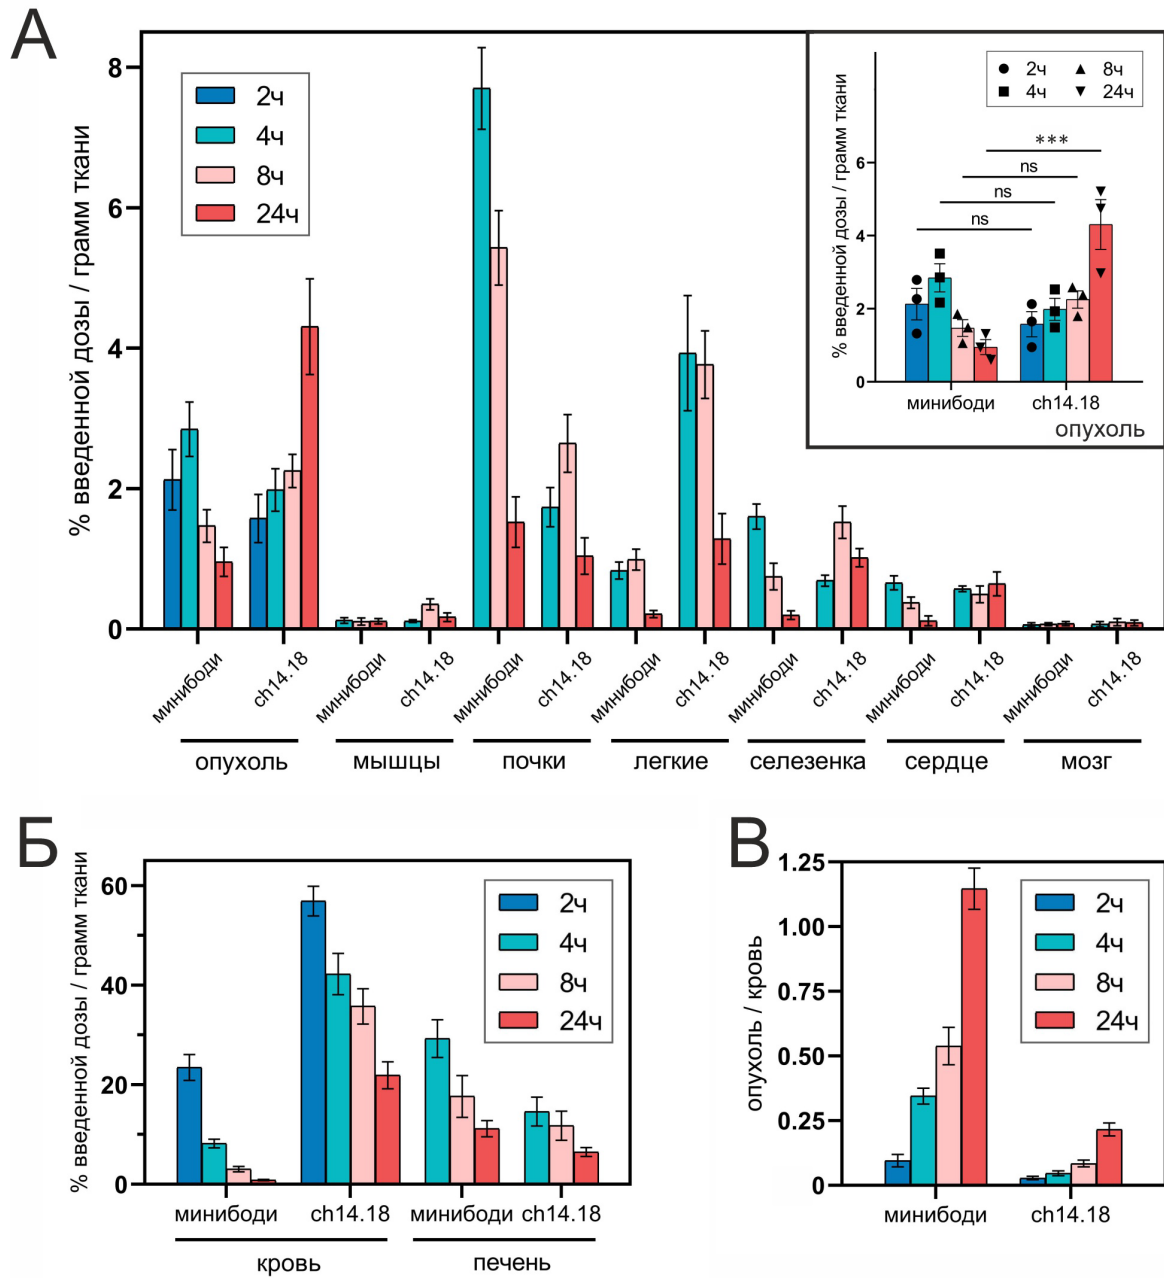 А
% введенной дозы / грамм ткани
8
6
4
2
0
2ч
4ч
8ч
24ч
минибоди
ch14.18
минибоди
ch14.18
минибоди
ch14.18
минибоди
ch14.18
минибоди
ch14.18
минибоди
ch14.18
минибоди
ch14.18
опухоль
мышцы
почки
легкие
селезенка
сердце
мозг
% введенной дозы / грамм ткани
6
4
2
0
2ч 8ч
4ч 24ч
***
ns
ns
ns
минибоди ch14.18
опухоль
Б
% введенной дозы / грамм ткани
60
40
20
0
2ч
4ч
8ч
24ч
минибоди ch14.18 минибоди ch14.18
кровь печень
В
опухоль / кровь
1.25
1.00
0.75
0.50
0.25
0
2ч
4ч
8ч
24ч
минибоди ch14.18